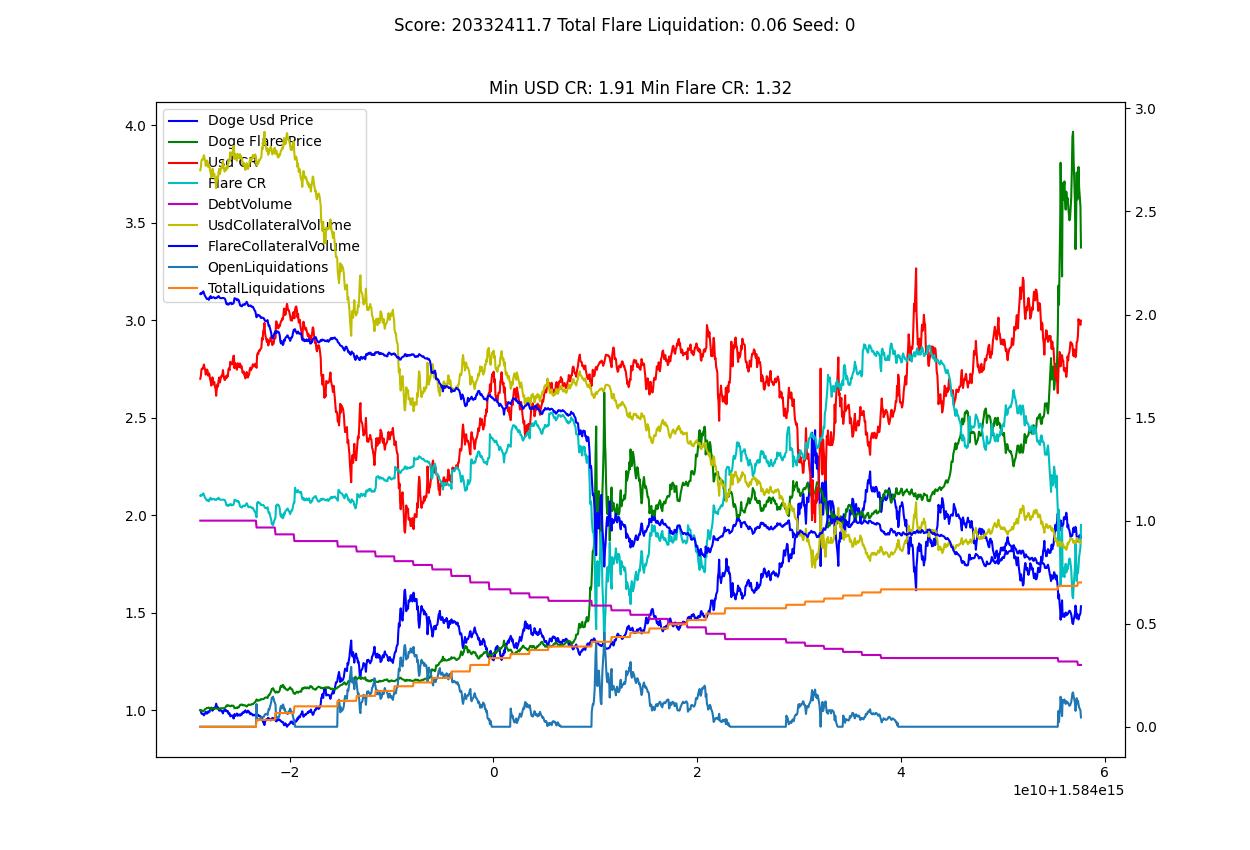 Score: 20332411.7 Total Flare Liquidation: 0.06 Seed: 0
Min USD CR: 1.91 Min Flare CR: 1.32
Doge Usd Price
Doge Flare Price
Usd CR
Flare CR
DebtVolume
UsdCollateralVolume
FlareCollateralVolume
OpenLiquidations
TotalLiquidations
4.0
3.5
3.0
2.5
2.0
1.5
1.0
3.0
2.5
2.0
1.5
1.0
0.5
0.0
−2 0 2 4 6
1e10+1.584e15